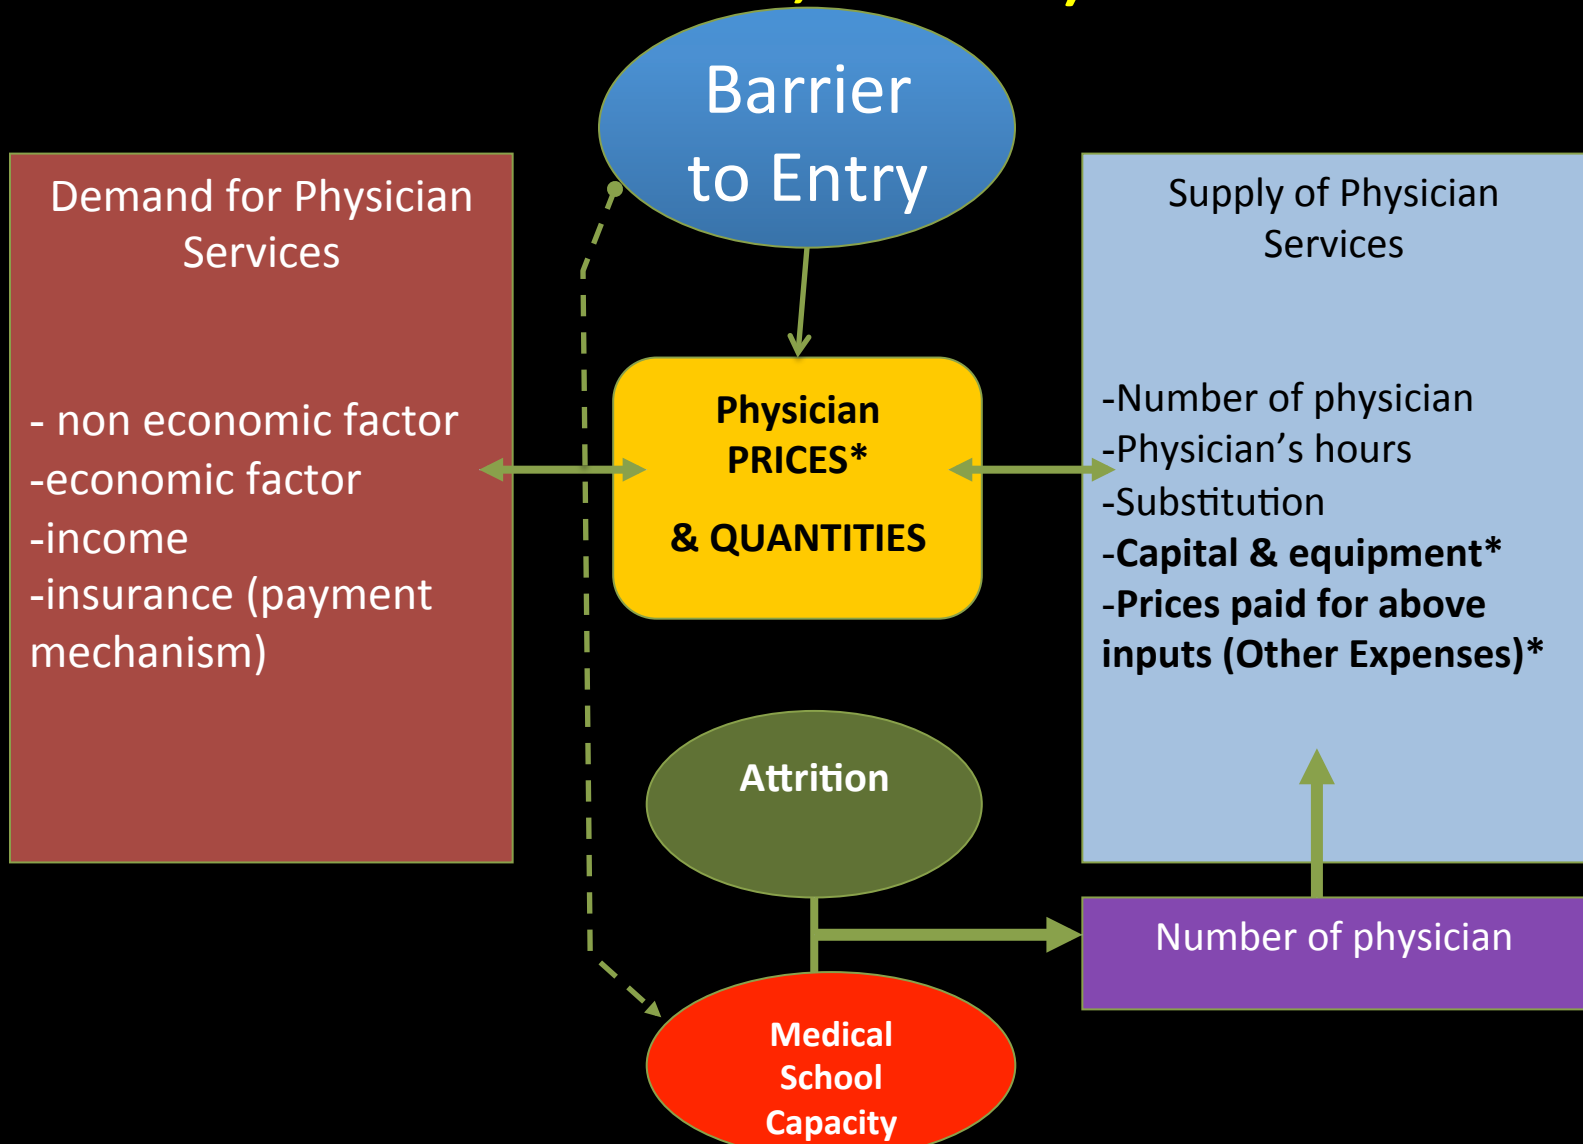 Barrier
to Entry
Demand for Physician
Services
- non economic factor
-economic factor
-income
-insurance (payment
mechanism)
Physician
PRICES*
& QUANTITIES
Supply of Physician
Services
-Number of physician
-Physician’s hours
-Substitution
-Capital & equipment*
-Prices paid for above
inputs (Other Expenses)*
Attrition
Number of physician
Medical
School
Capacity